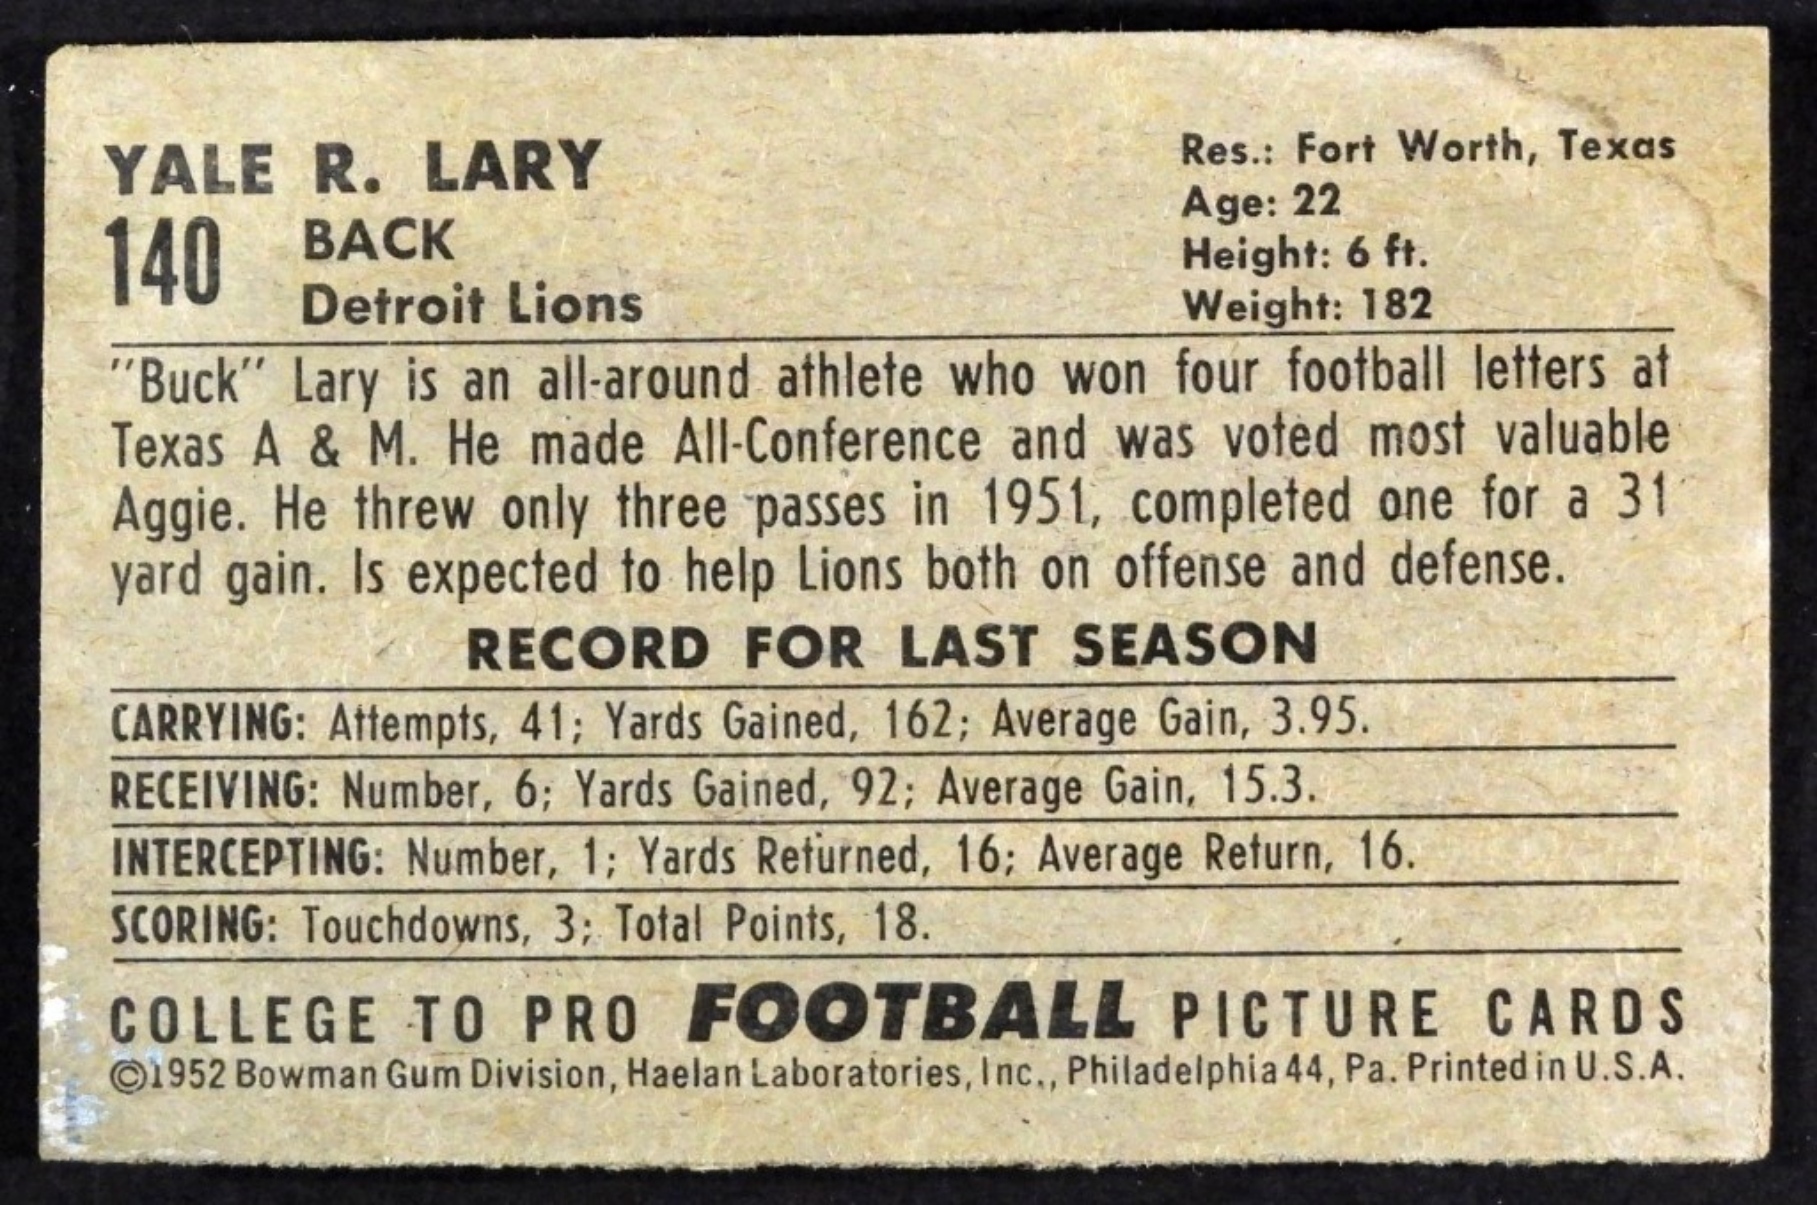 YALE R. LARY
140 BACK
Detroit Lions
Res.: Fort Worth, Texas
Age: 22
Height: 6 ft.
Weight: 182
"Buck" Lary is an all-around athlete who won four football letters at
Texas A & M. He made All-Conference and was voted most valuable
Aggie. He threw only three passes in 1951, completed one for a 31
yard gain. Is expected to help Lions both on offense and defense.
RECORD FOR LAST SEASON
CARRYING: Attempts, 41; Yards Gained, 162; Average Gain, 3.95.
RECEIVING: Number, 6; Yards Gained, 92; Average Gain, 15.3.
INTERCEPTING: Number, 1; Yards Returned, 16; Average Return, 16.
SCORING: Touchdowns, 3; Total Points, 18.
COLLEGE TO PRO FOOTBALL PICTURE CARDS
©1952 Bowman Gum Division, Haelan Laboratories, Inc., Philadelphia 44, Pa. Printed in U.S.A.